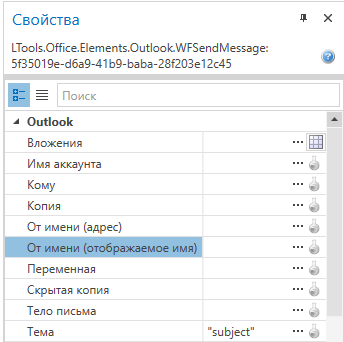 Свойства
LTools.Office.Elements.Outlook.WFSendMessage:
5f35019e-d6a9-41b9-baba-28f203e12c45
Поиск
Outlook
Вложения
Имя аккаунта
Кому
Копия
От имени (адрес)
От имени (отображаемое имя)
Переменная
Скрытая копия
Тело письма
Тема "subject"